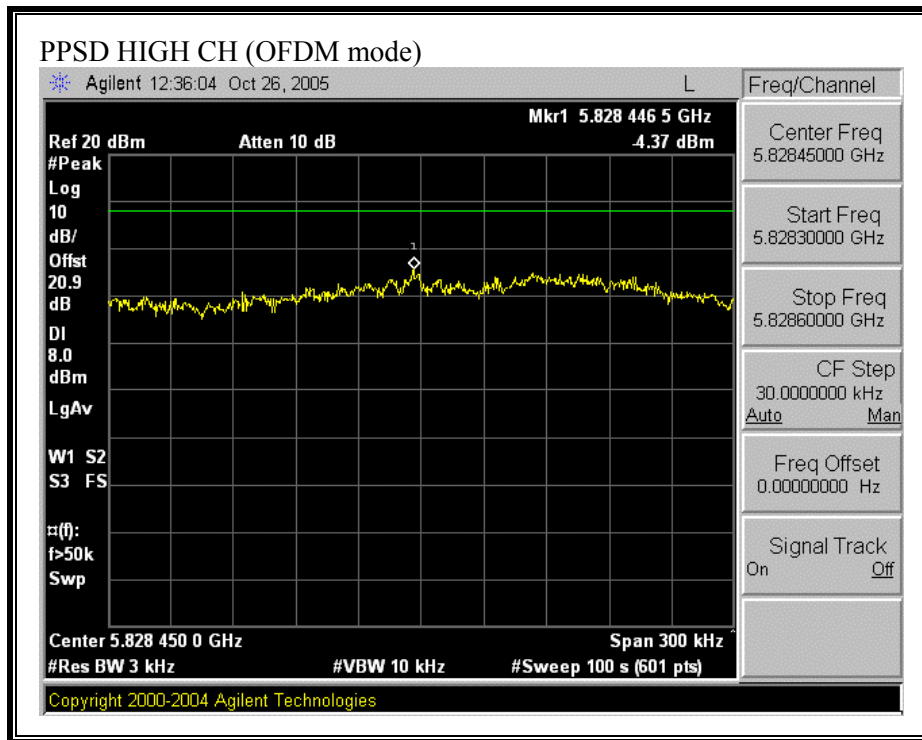 PPSD HIGH CH (OFDM mode)
Agilent 12:36:04 Oct 26, 2005 L
Freq/Channel
Mkr1 5.828 446 5 GHz
Ref 20 dBm Atten 10 dB -4.37 dBm
#Peak
Log
10
dB/
Offst
20.9
dB
DI
8.0
dBm
LgAv
W1 S2
S3 FS
¤(f):
f>50k
Swp
1
Center 5.828 450 0 GHz Span 300 kHz ^
#Res BW 3 kHz #VBW 10 kHz #Sweep 100 s (601 pts)
Center Freq
5.82845000 GHz
Start Freq
5.82830000 GHz
Stop Freq
5.82860000 GHz
CF Step
30.0000000 kHz
Auto Man
Freq Offset
0.00000000 Hz
Signal Track
On Off
Copyright 2000-2004 Agilent Technologies